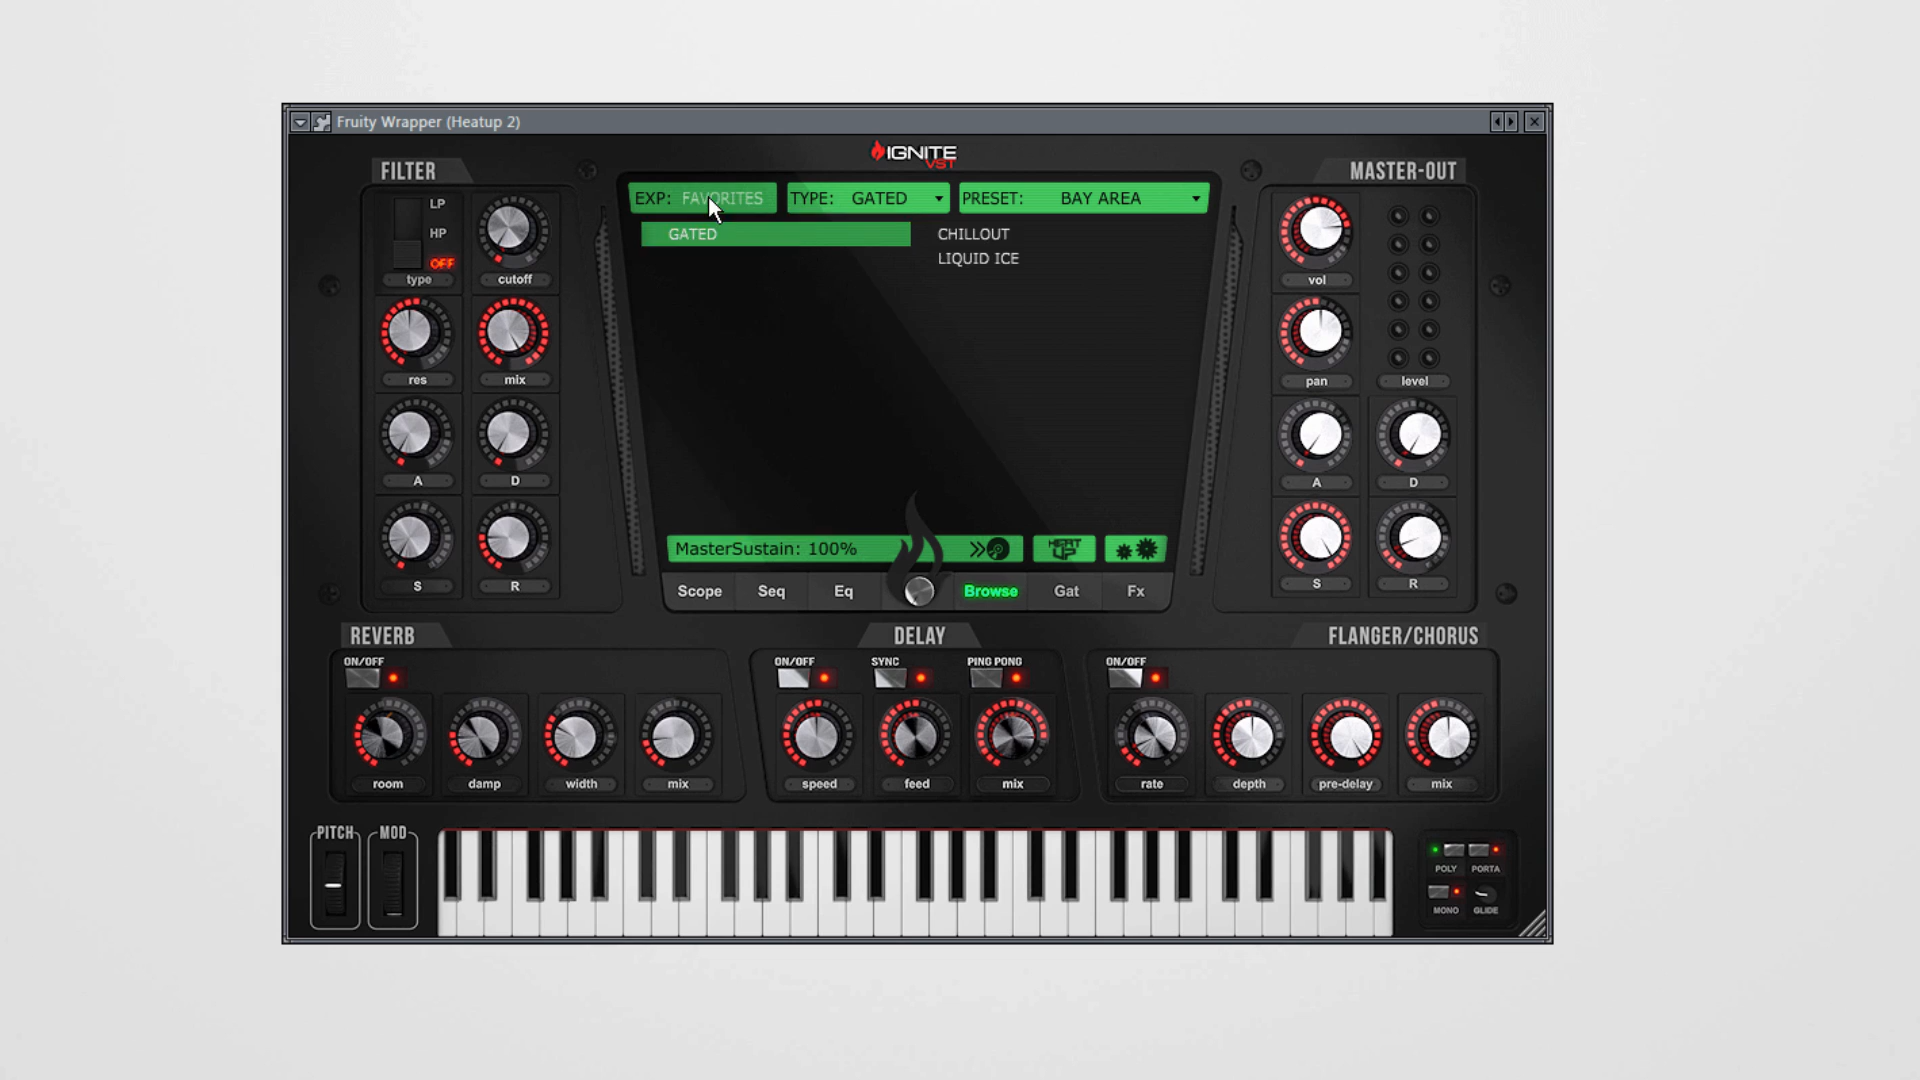 Fruity Wrapper (Heatup 2)
IGNITE
VST
FILTER
MASTER-OUT
EXP: FAVORITES
TYPE: GATED
PRESET: BAY AREA
GATED
CHILLOUT
LIQUID ICE
LP
HP
OFF
type
cutoff
res
mix
A
D
S
R
vol
pan
level
A
D
S
R
MasterSustain: 100%
HEAT UP
Scope
Seq
Eq
Browse
Gat
Fx
REVERB
DELAY
FLANGER/CHORUS
ON/OFF
ON/OFF
SYNC
PING PONG
ON/OFF
room
damp
width
mix
speed
feed
mix
rate
depth
pre-delay
mix
PITCH
MOD
POLY
PORTA
MONO
GLIDE